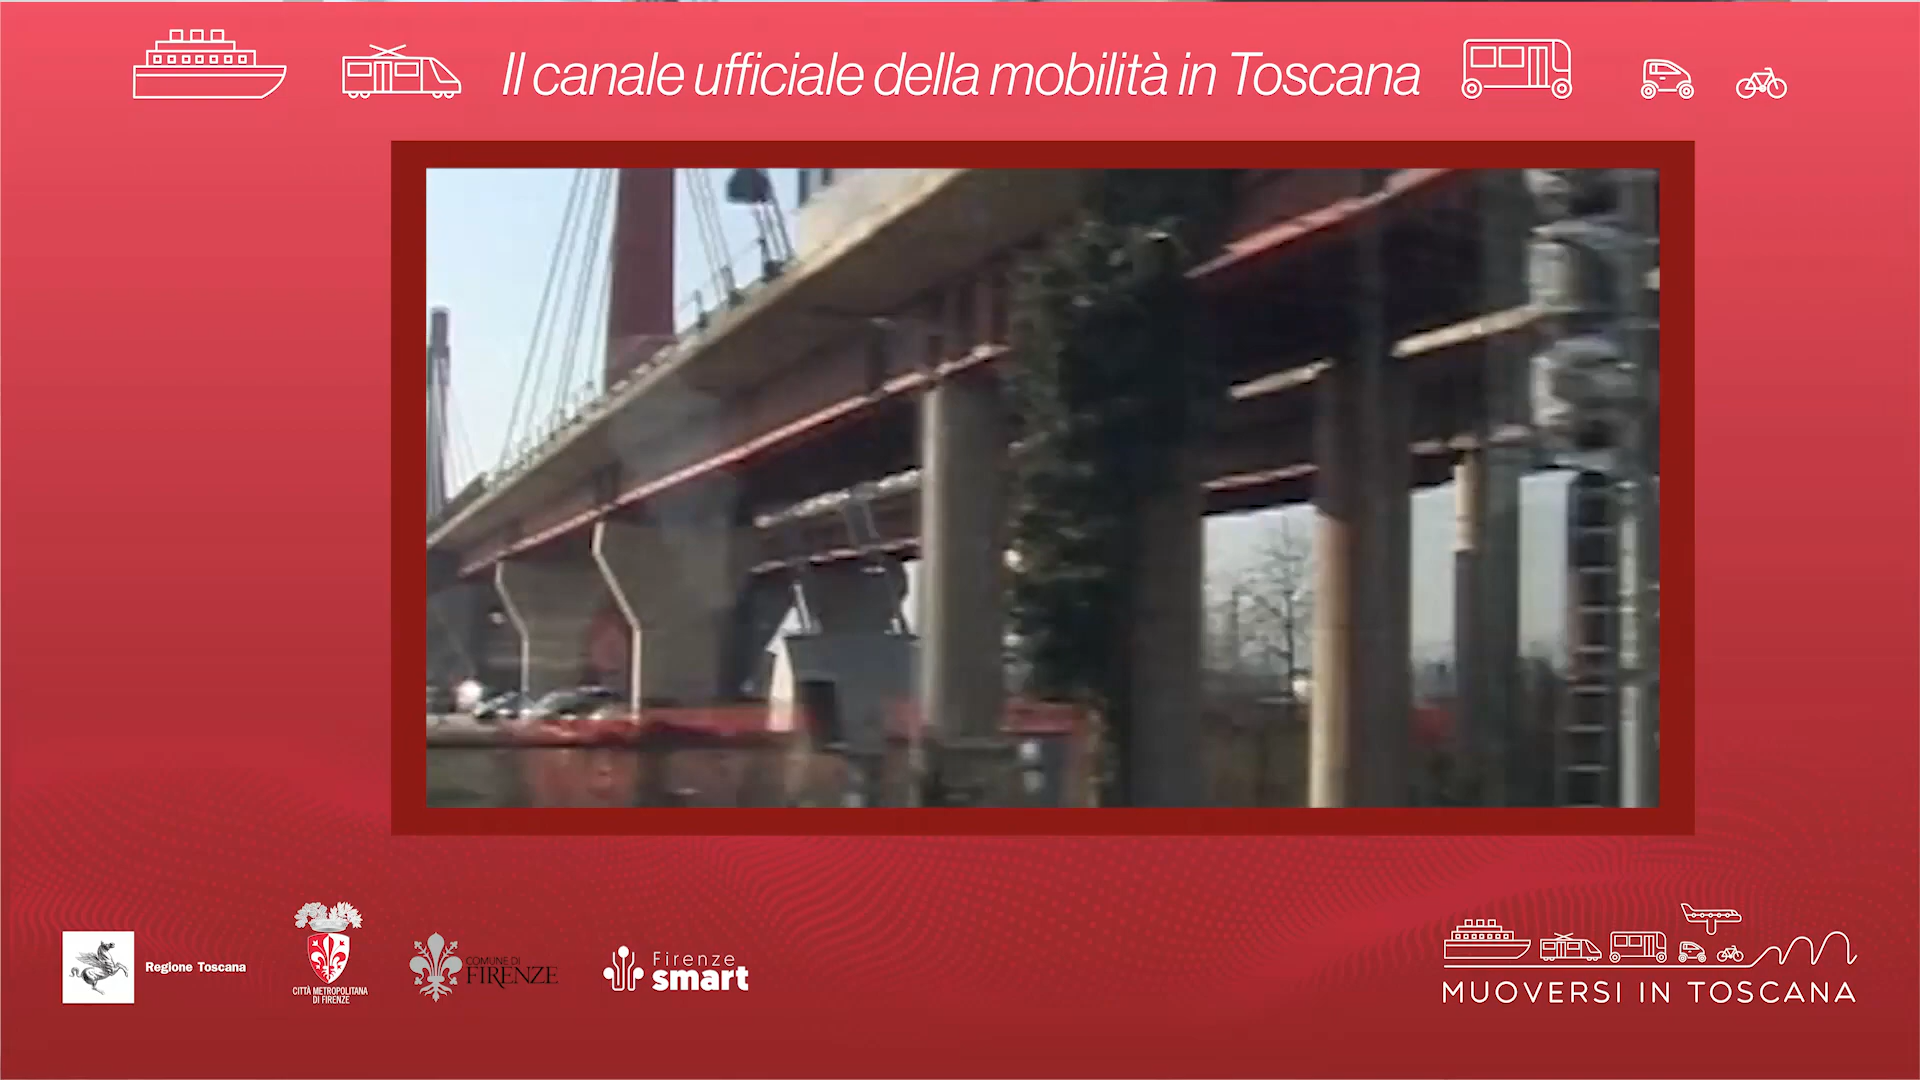 Il canale ufficiale della mobilità in Toscana
Regione Toscana
CITTÀ METROPOLITANA
DI FIRENZE
COMUNE DI
FIRENZE
Firenze
smart
MUOVERSI IN TOSCANA